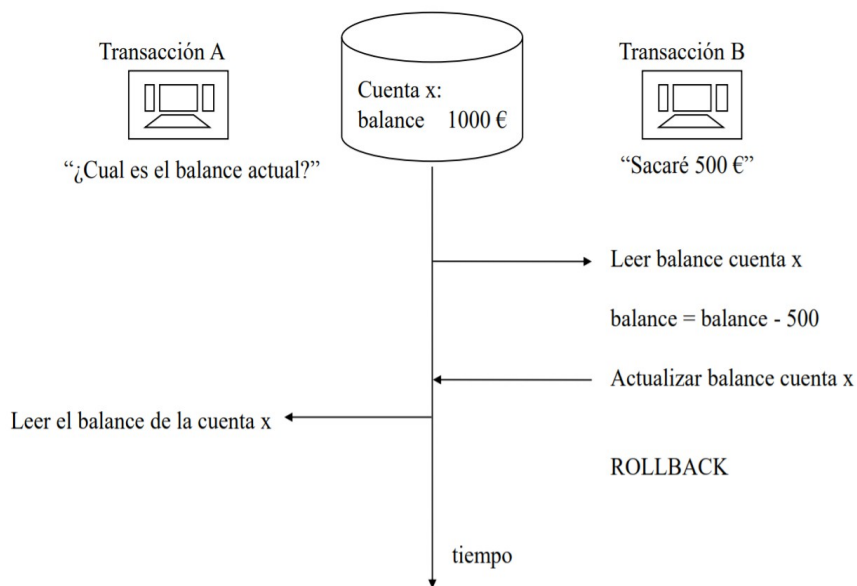 Transacción A
Transacción B
Cuenta x:
balance 1000 €
“¿Cual es el balance actual?”
“Sacaré 500 €”
Leer balance cuenta x
balance = balance - 500
Actualizar balance cuenta x
Leer el balance de la cuenta x
ROLLBACK
tiempo